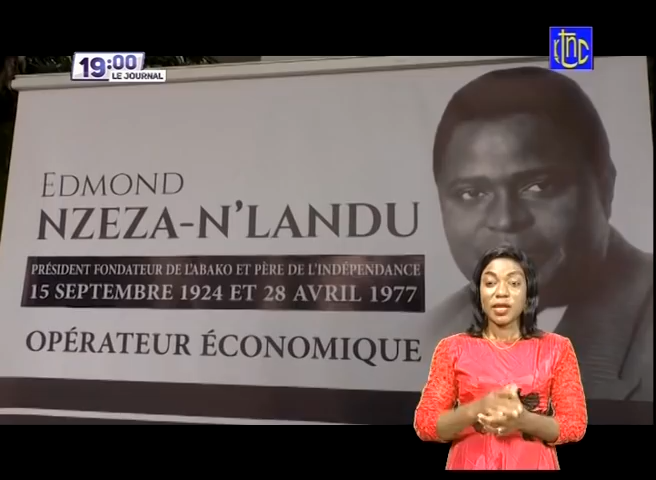 19:00
LE JOURNAL
rtnc
EDMOND
NZEZA-N'LANDU
PRÉSIDENT FONDATEUR DE L'ABAKO ET PÈRE DE L'INDÉPENDANCE
15 SEPTEMBRE 1924 ET 28 AVRIL 1977
OPÉRATEUR ÉCONOMIQUE